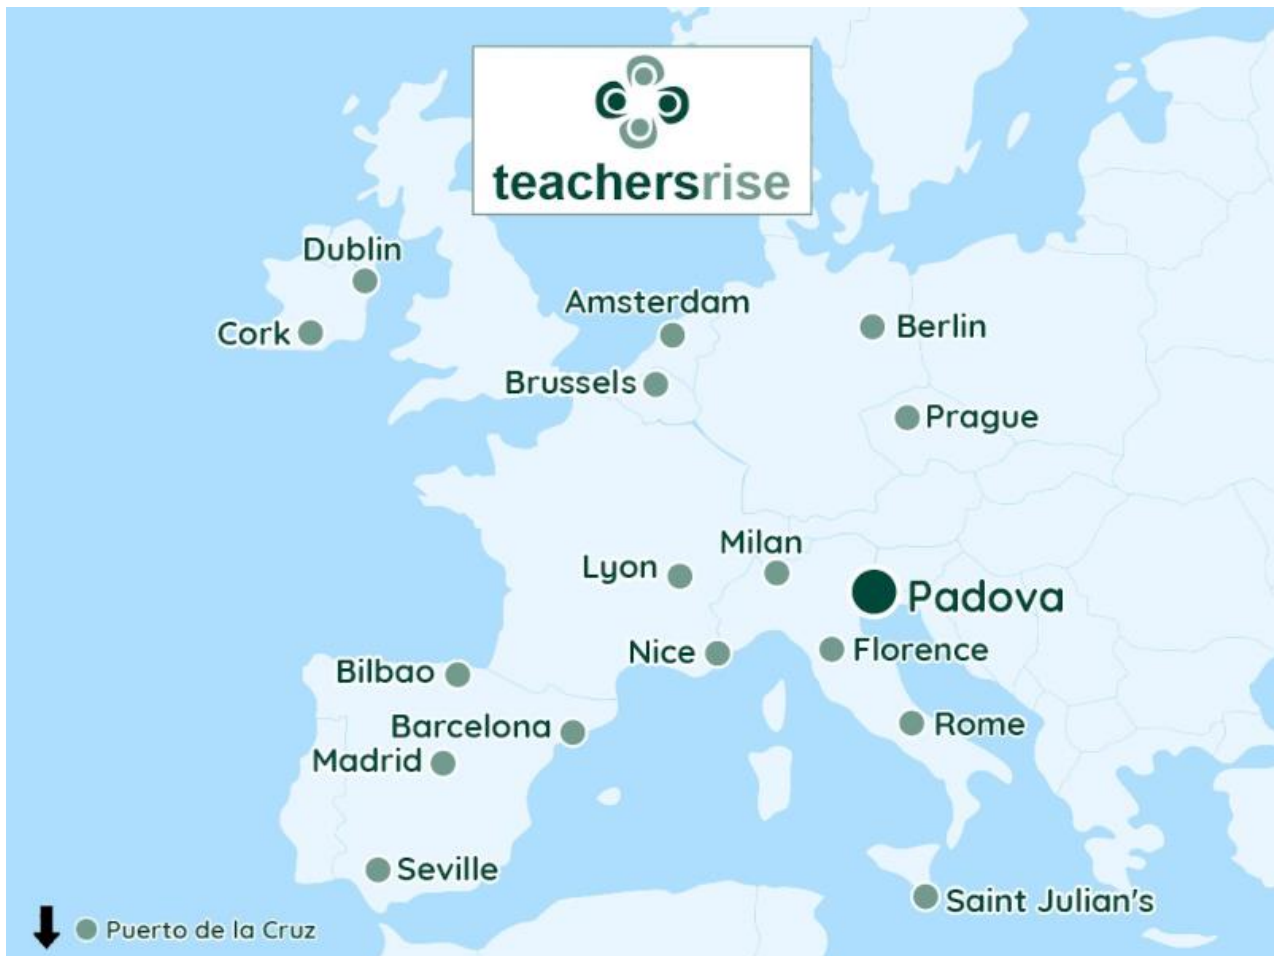 teachersrise
Dublin
Amsterdam
Cork
Berlin
Brussels
Prague
Milan
Lyon
Padova
Nice
Florence
Bilbao
Barcelona
Rome
Madrid
Seville
Saint Julian's
Puerto de la Cruz